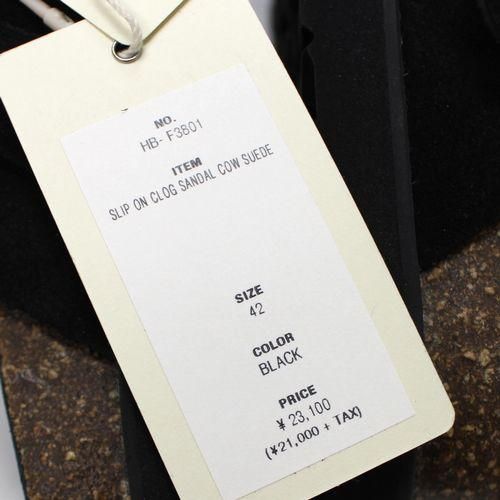 NO.
HB- F3801
ITEM
SLIP ON CLOG SANDAL COW SUEDE
SIZE
42
COLOR
BLACK
PRICE
¥ 23,100
(¥21,000 + TAX)